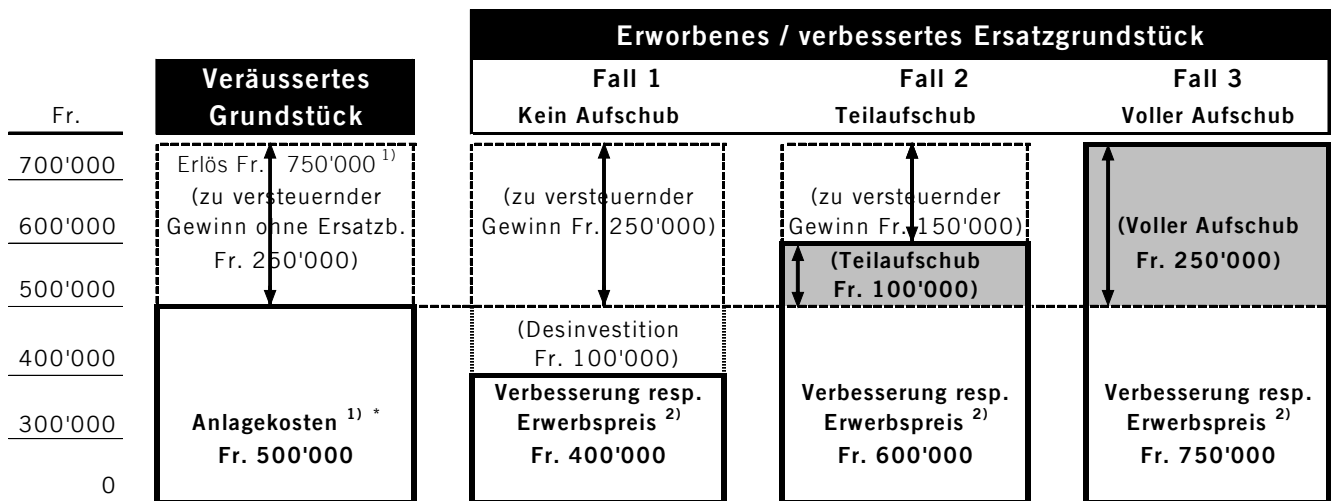 Erworbenes / verbessertes Ersatzgrundstück
Veräussertes
Grundstück
Fall 1
Kein Aufschub
Fall 2
Teilaufschub
Fall 3
Voller Aufschub
Fr.
700'000
600'000
500'000
400'000
300'000
0
Erlös Fr. 750'000 1)
(zu versteuernder
Gewinn ohne Ersatzb.
Fr. 250'000)
Anlagekosten 1) *
Fr. 500'000
(zu versteuernder
Gewinn Fr. 250'000)
(Desinvestition
Fr. 100'000)
Verbesserung resp.
Erwerbspreis 2)
Fr. 400'000
(zu versteuernder
Gewinn Fr. 150'000)
(Teilaufschub
Fr. 100'000)
Verbesserung resp.
Erwerbspreis 2)
Fr. 600'000
(Voller Aufschub
Fr. 250'000)
Verbesserung resp.
Erwerbspreis 2)
Fr. 750'000